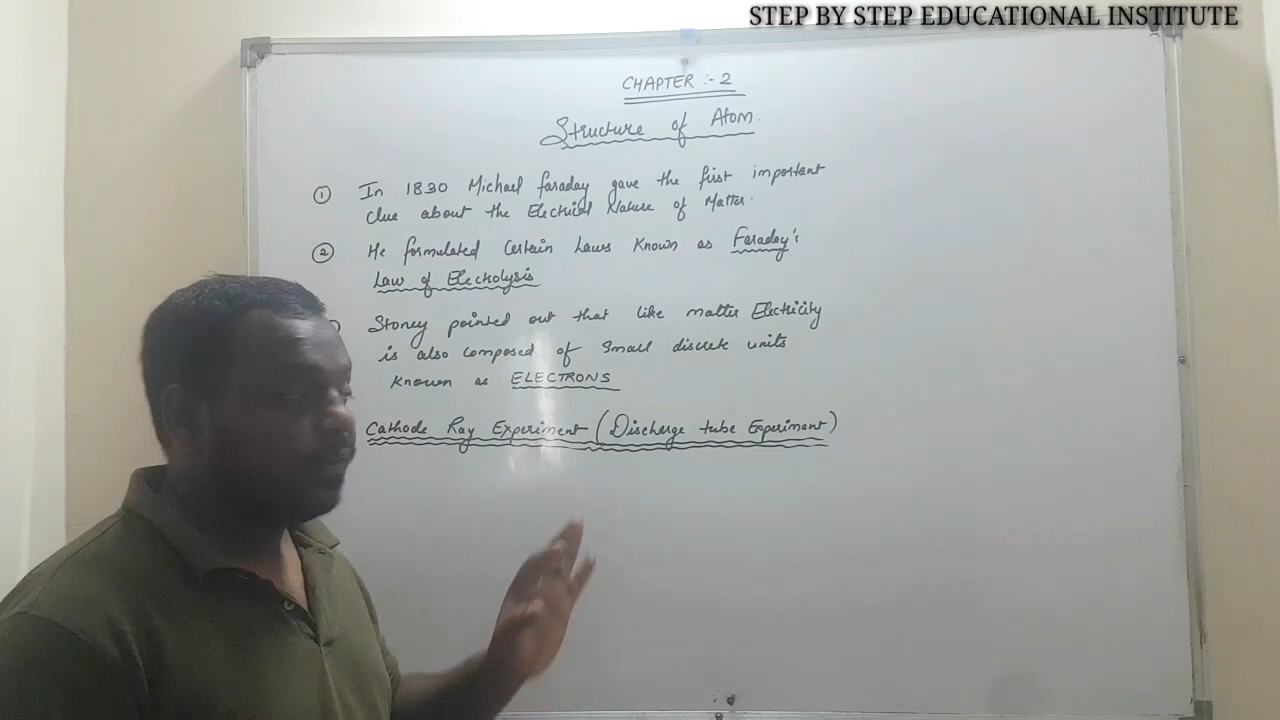 STEP BY STEP EDUCATIONAL INSTITUTE
CHAPTER :- 2
Structure of Atom.
① In 1830 Michael faraday gave the first important
Clue about the Electrical Nature of Matter.
② He formulated Certain Laws Known as Faraday's
Law of Electrolysis
Stoney pointed out that like matter Electricity
is also composed of Small discrete units
Known as ELECTRONS
Cathode Ray Experiment (Discharge tube Experiment)